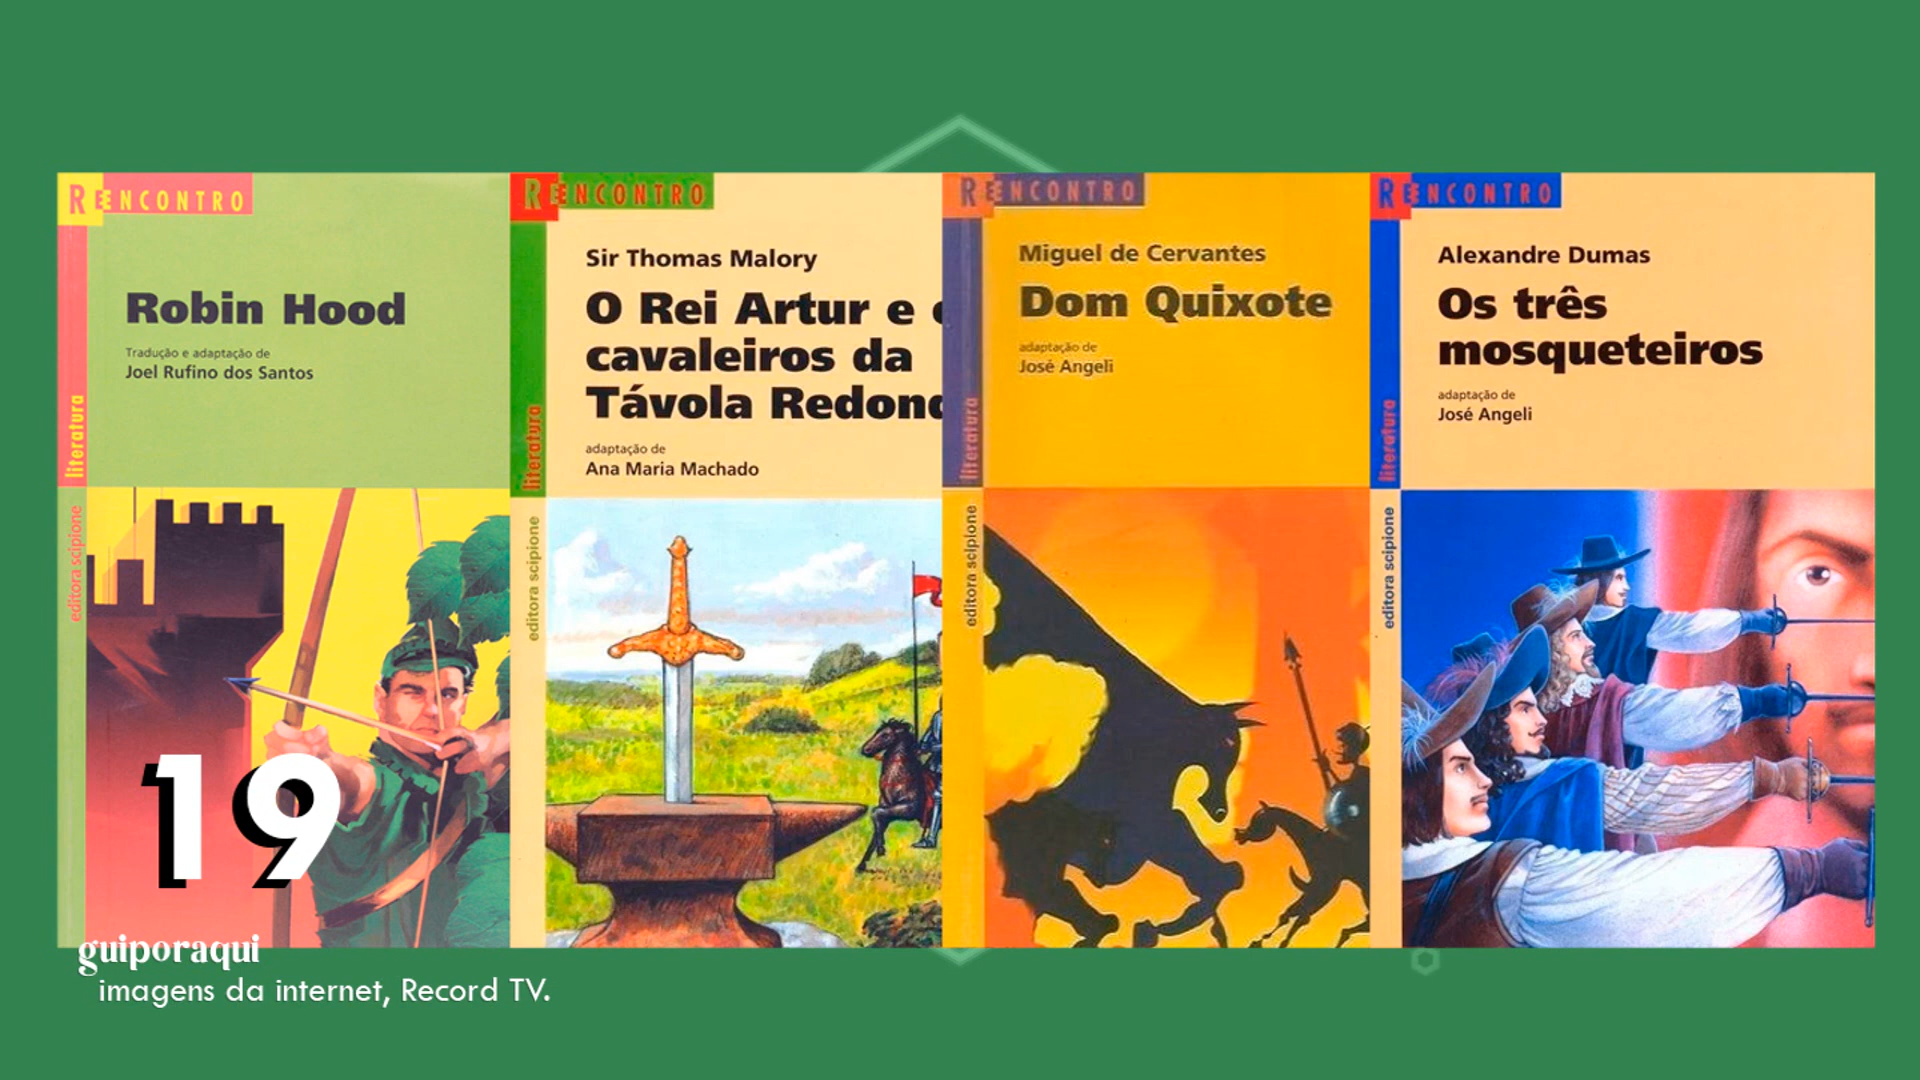 REENCONTRO
Robin Hood
Tradução e adaptação de
Joel Rufino dos Santos
literatura
editora scipione
REENCONTRO
Sir Thomas Malory
O Rei Artur e
cavaleiros da
Távola Redond
adaptação de
Ana Maria Machado
literatura
editora scipione
REENCONTRO
Miguel de Cervantes
Dom Quixote
adaptação de
José Angeli
literatura
editora scipione
REENCONTRO
Alexandre Dumas
Os três
mosqueteiros
adaptação de
José Angeli
literatura
editora scipione
19
guiporaqui
imagens da internet, Record TV.